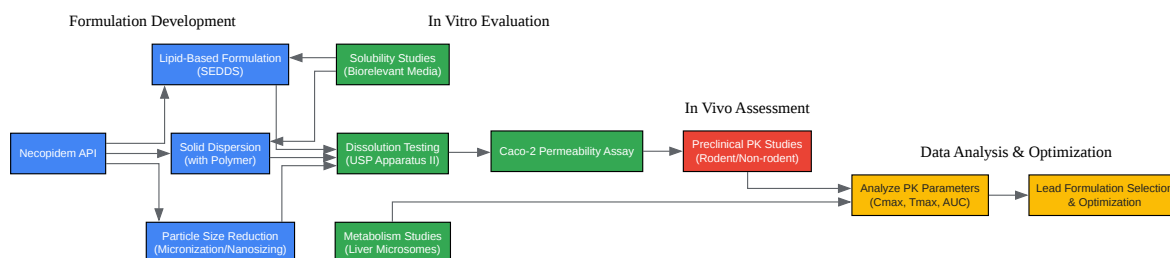 Formulation Development
In Vitro Evaluation
Lipid-Based Formulation
(SEDDS)
Solubility Studies
(Biorelevant Media)
In Vivo Assessment
Necopidem API
Solid Dispersion
(with Polymer)
Dissolution Testing
(USP Apparatus II)
Caco-2 Permeability Assay
Preclinical PK Studies
(Rodent/Non-rodent)
Data Analysis & Optimization
Analyze PK Parameters
(Cmax, Tmax, AUC)
Lead Formulation Selection
& Optimization
Particle Size Reduction
(Micronization/Nanosizing)
Metabolism Studies
(Liver Microsomes)